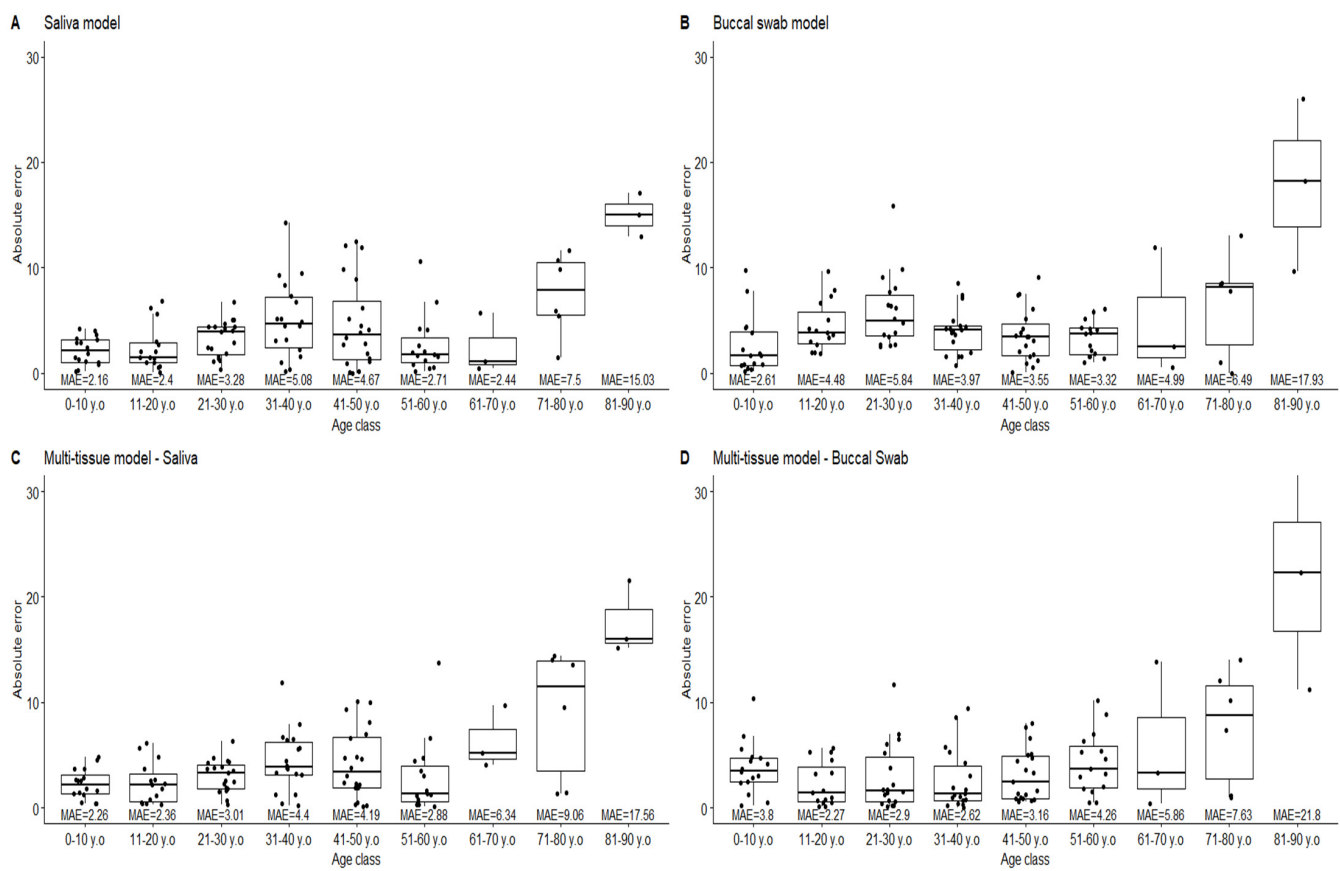 A Saliva model
30
20
10
0
Absolute error
MAE=2.16 MAE=2.4 MAE=3.28 MAE=5.08 MAE=4.67 MAE=2.71 MAE=2.44 MAE=7.5 MAE=15.03
0-10 y.o 11-20 y.o 21-30 y.o 31-40 y.o 41-50 y.o 51-60 y.o 61-70 y.o 71-80 y.o 81-90 y.o
Age class
B Buccal swab model
30
20
10
0
Absolute error
MAE=2.61 MAE=4.48 MAE=5.84 MAE=3.97 MAE=3.55 MAE=3.32 MAE=4.99 MAE=6.49 MAE=17.93
0-10 y.o 11-20 y.o 21-30 y.o 31-40 y.o 41-50 y.o 51-60 y.o 61-70 y.o 71-80 y.o 81-90 y.o
Age class
C Multi-tissue model - Saliva
30
20
10
0
Absolute error
MAE=2.26 MAE=2.36 MAE=3.01 MAE=4.4 MAE=4.19 MAE=2.88 MAE=6.34 MAE=9.06 MAE=17.56
0-10 y.o 11-20 y.o 21-30 y.o 31-40 y.o 41-50 y.o 51-60 y.o 61-70 y.o 71-80 y.o 81-90 y.o
Age class
D Multi-tissue model - Buccal Swab
30
20
10
0
Absolute error
MAE=3.8 MAE=2.27 MAE=2.9 MAE=2.62 MAE=3.16 MAE=4.26 MAE=5.86 MAE=7.63 MAE=21.8
0-10 y.o 11-20 y.o 21-30 y.o 31-40 y.o 41-50 y.o 51-60 y.o 61-70 y.o 71-80 y.o 81-90 y.o
Age class